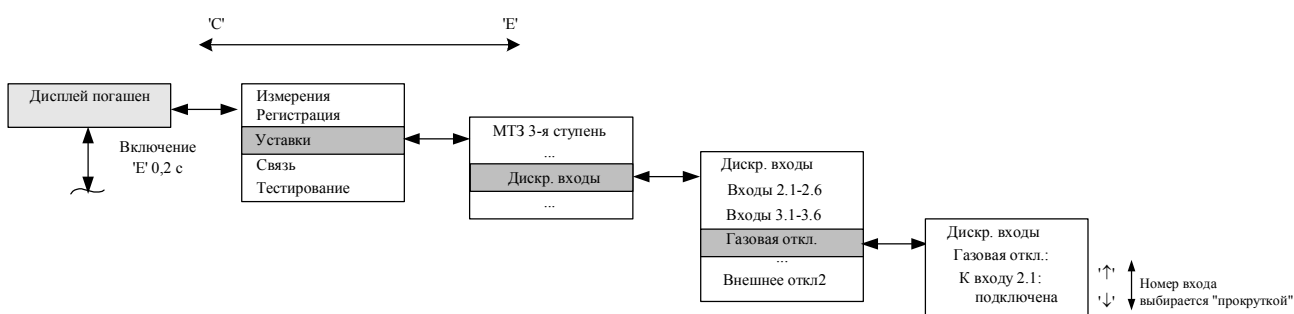 'С'
'Е'
Дисплей погашен
Включение
'Е' 0,2 с
Измерения
Регистрация
Уставки
Связь
Тестирование
МТЗ 3-я ступень
...
Дискр. входы
...
Дискр. входы
Входы 2.1-2.6
Входы 3.1-3.6
Газовая откл.
...
Внешнее откл2
Дискр. входы
Газовая откл.:
К входу 2.1:
подключена
'↑'
'↓'
Номер входа
выбирается "прокруткой"